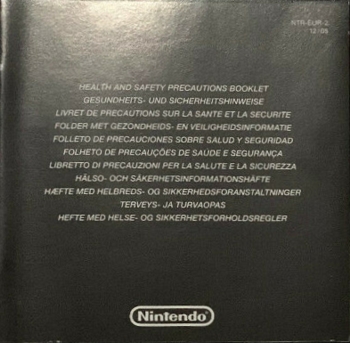 NTR-EUR-2
12/05
HEALTH AND SAFETY PRECAUTIONS BOOKLET
GESUNDHEITS- UND SICHERHEITSHINWEISE
LIVRET DE PRECAUTIONS SUR LA SANTE ET LA SECURITE
FOLDER MET GEZONDHEIDS- EN VEILIGHEIDSINFORMATIE
FOLLETO DE PRECAUCIONES SOBRE SALUD Y SEGURIDAD
FOLHETO DE PRECAUÇÕES DE SAÚDE E SEGURANÇA
LIBRETTO DI PRECAUZIONI PER LA SALUTE E LA SICUREZZA
HÄLSO- OCH SÄKERHETSINFORMATIONSHÄFTE
HÆFTE MED HELBREDS- OG SIKKERHEDSFORANSTALTNINGER
TERVEYS- JA TURVAOPAS
HEFTE MED HELSE- OG SIKKERHETSFORHOLDSREGLER
Nintendo